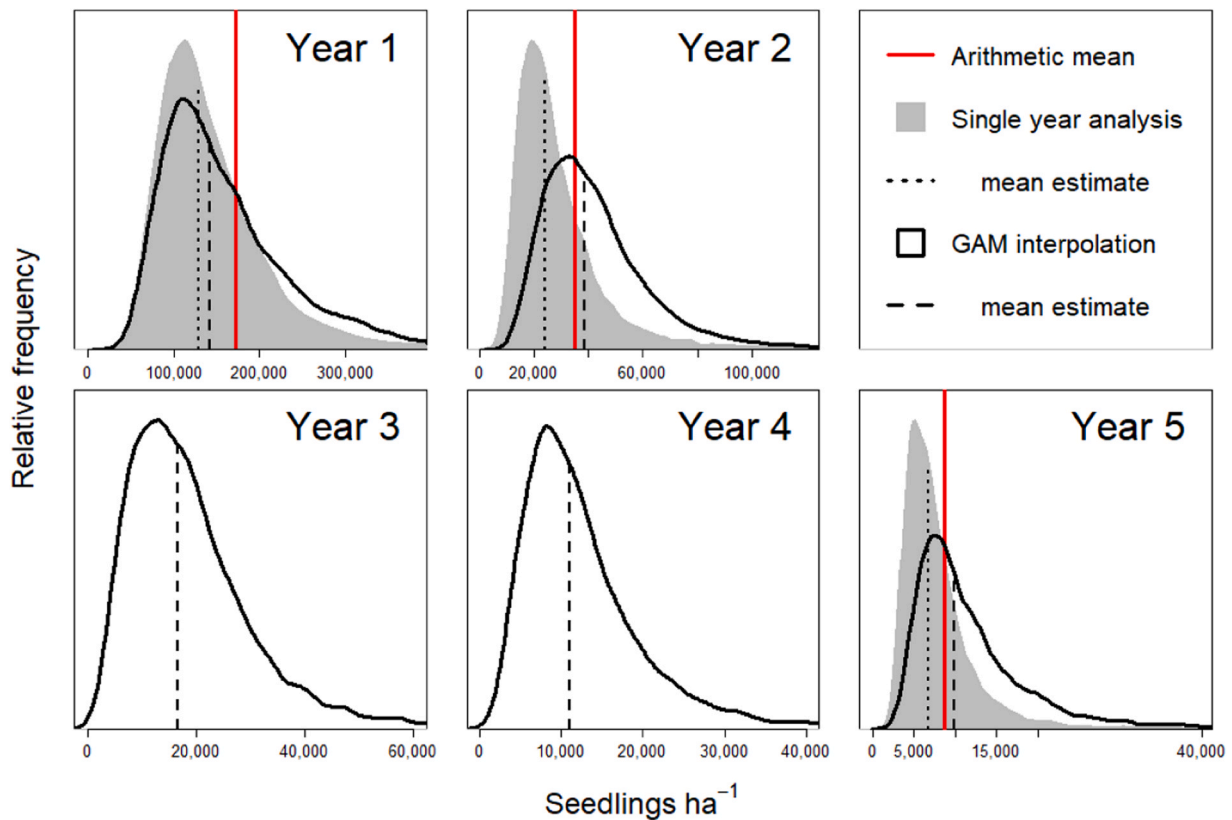 Year 1
Year 2
Arithmetic mean
Single year analysis
mean estimate
GAM interpolation
mean estimate
0 100,000 200,000 300,000
0 20,000 60,000 100,000
Relative frequency
Year 3
Year 4
Year 5
0 20,000 40,000 60,000
0 10,000 20,000 30,000 40,000
0 5,000 15,000 40,000
Seedlings ha⁻¹